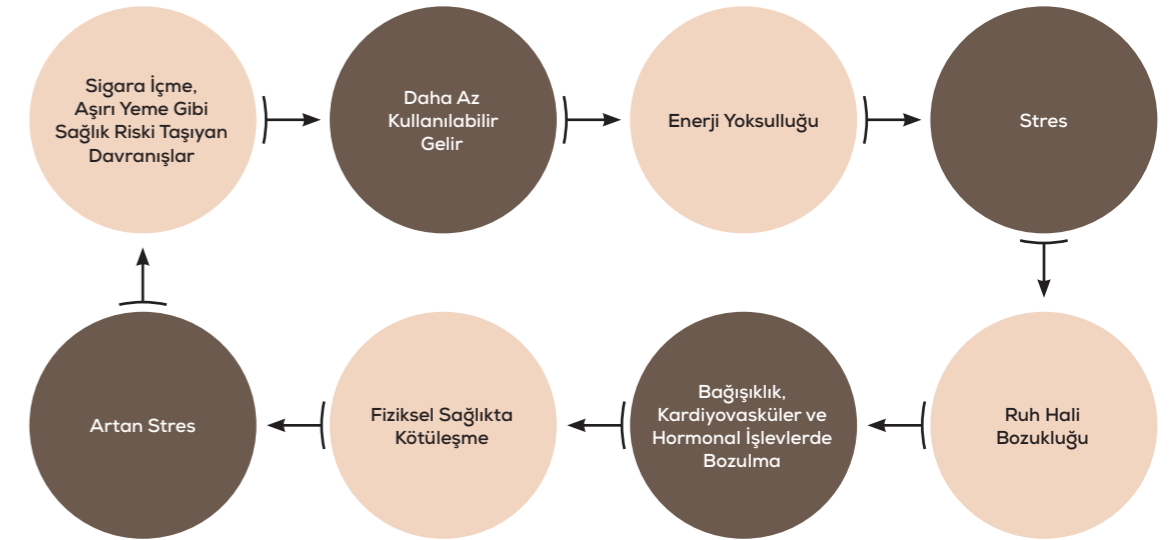 Sigara İçme,
Aşırı Yeme Gibi
Sağlık Riski Taşıyan
Davranışlar
Daha Az
Kullanılabilir
Gelir
Enerji Yoksulluğu
Stres
Artan Stres
Fiziksel Sağlıkta
Kötüleşme
Bağışıklık,
Kardiyovasküler ve
Hormonal İşlevlerde
Bozulma
Ruh Hali
Bozukluğu